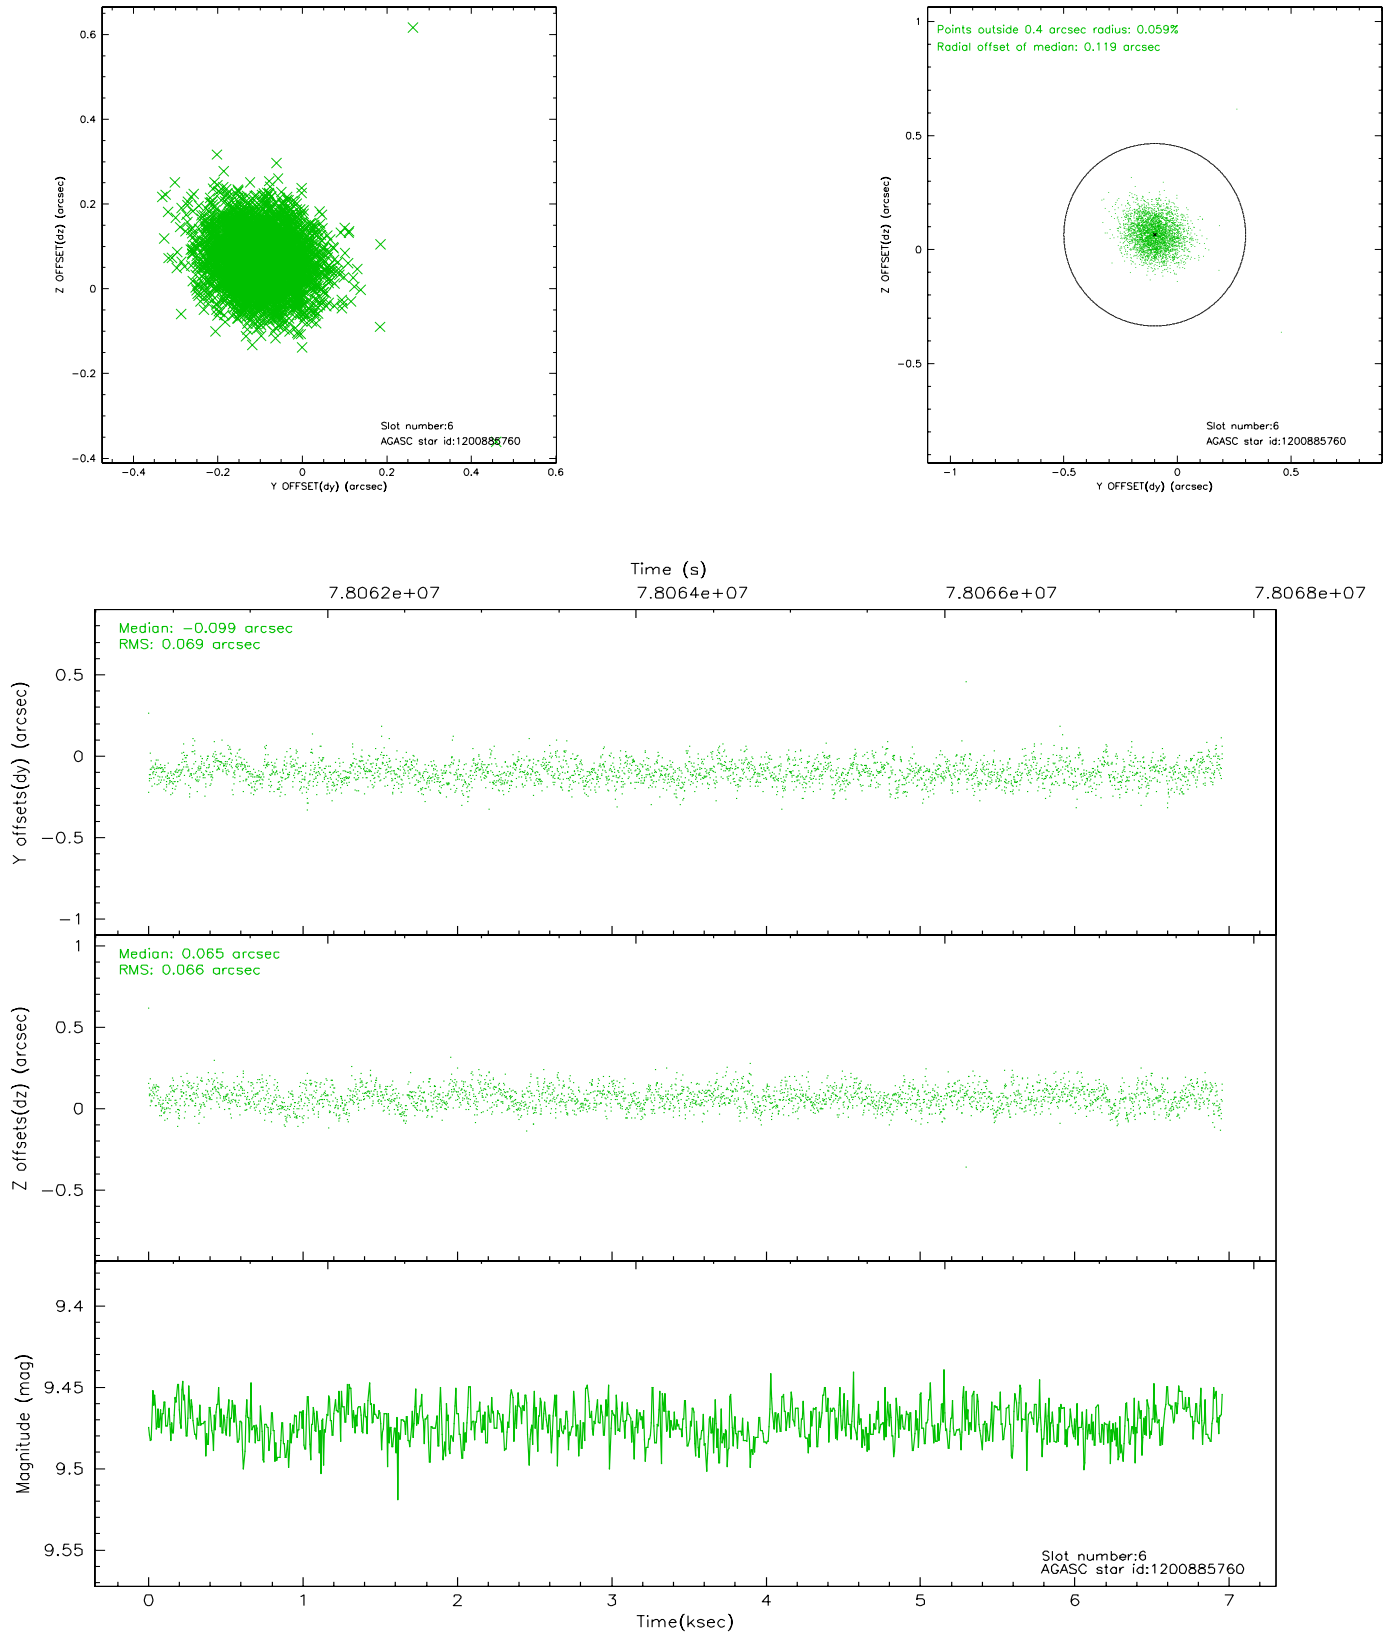 0.6
0.4
0.2
0
−0.2
−0.4
Z OFFSET(dz) (arcsec)
−0.4 −0.2 0 0.2 0.4 0.6
Y OFFSET(dy) (arcsec)
Slot number:6
AGASC star id:1200885760
Points outside 0.4 arcsec radius: 0.059%
Radial offset of median: 0.119 arcsec
1
0.5
0
−0.5
Z OFFSET(dz) (arcsec)
−1 −0.5 0 0.5
Y OFFSET(dy) (arcsec)
Slot number:6
AGASC star id:1200885760
Time (s)
7.8062e+07 7.8064e+07 7.8066e+07 7.8068e+07
Median: −0.099 arcsec
RMS: 0.069 arcsec
0.5
0
−0.5
−1
Y offsets(dy) (arcsec)
Median: 0.065 arcsec
RMS: 0.066 arcsec
1
0.5
0
−0.5
Z offsets(dz) (arcsec)
9.4
9.45
9.5
9.55
Magnitude (mag)
Slot number:6
AGASC star id:1200885760
0 1 2 3 4 5 6 7
Time(ksec)